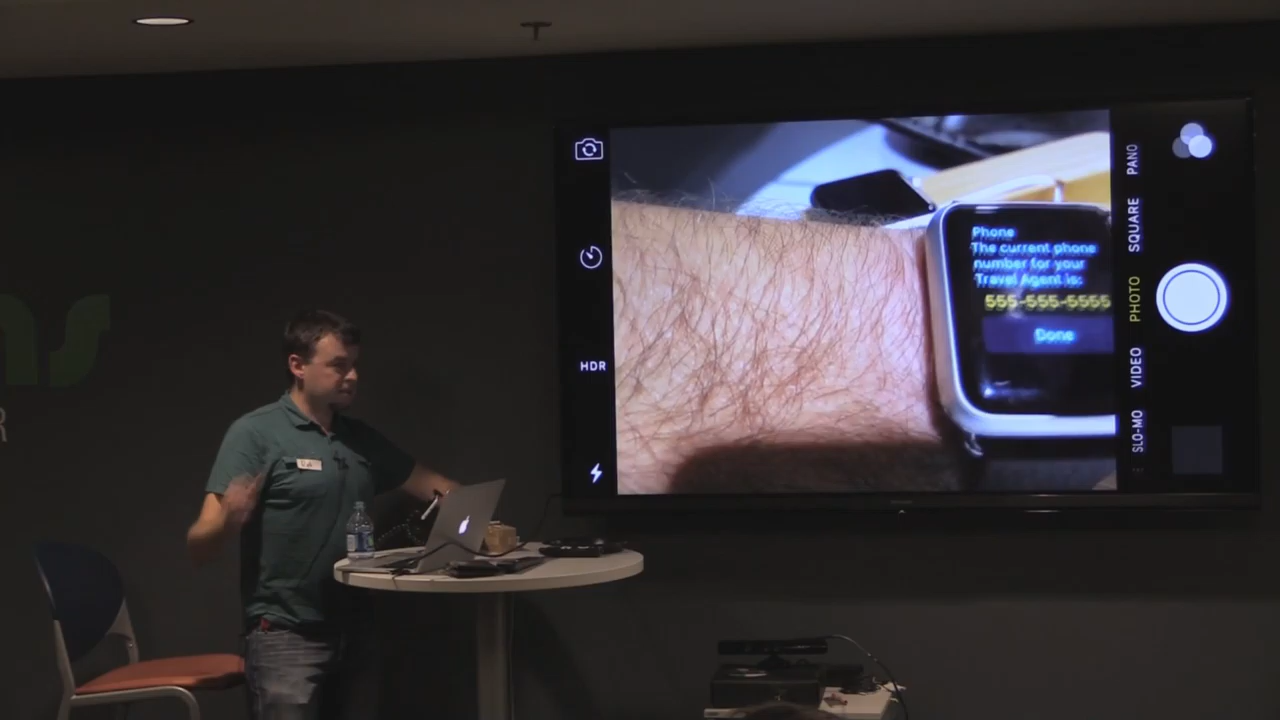 HDR
Phone
The current phone
number for your
Travel Agent is:
555-555-5555
Done
PANO
SQUARE
PHOTO
VIDEO
SLO-MO